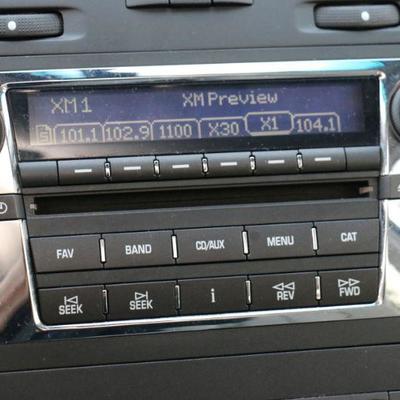 XM1 XM Preview
101.1 102.9 1100 X30 X1 104.1
FAV BAND CD/AUX MENU CAT
SEEK SEEK i REV FWD